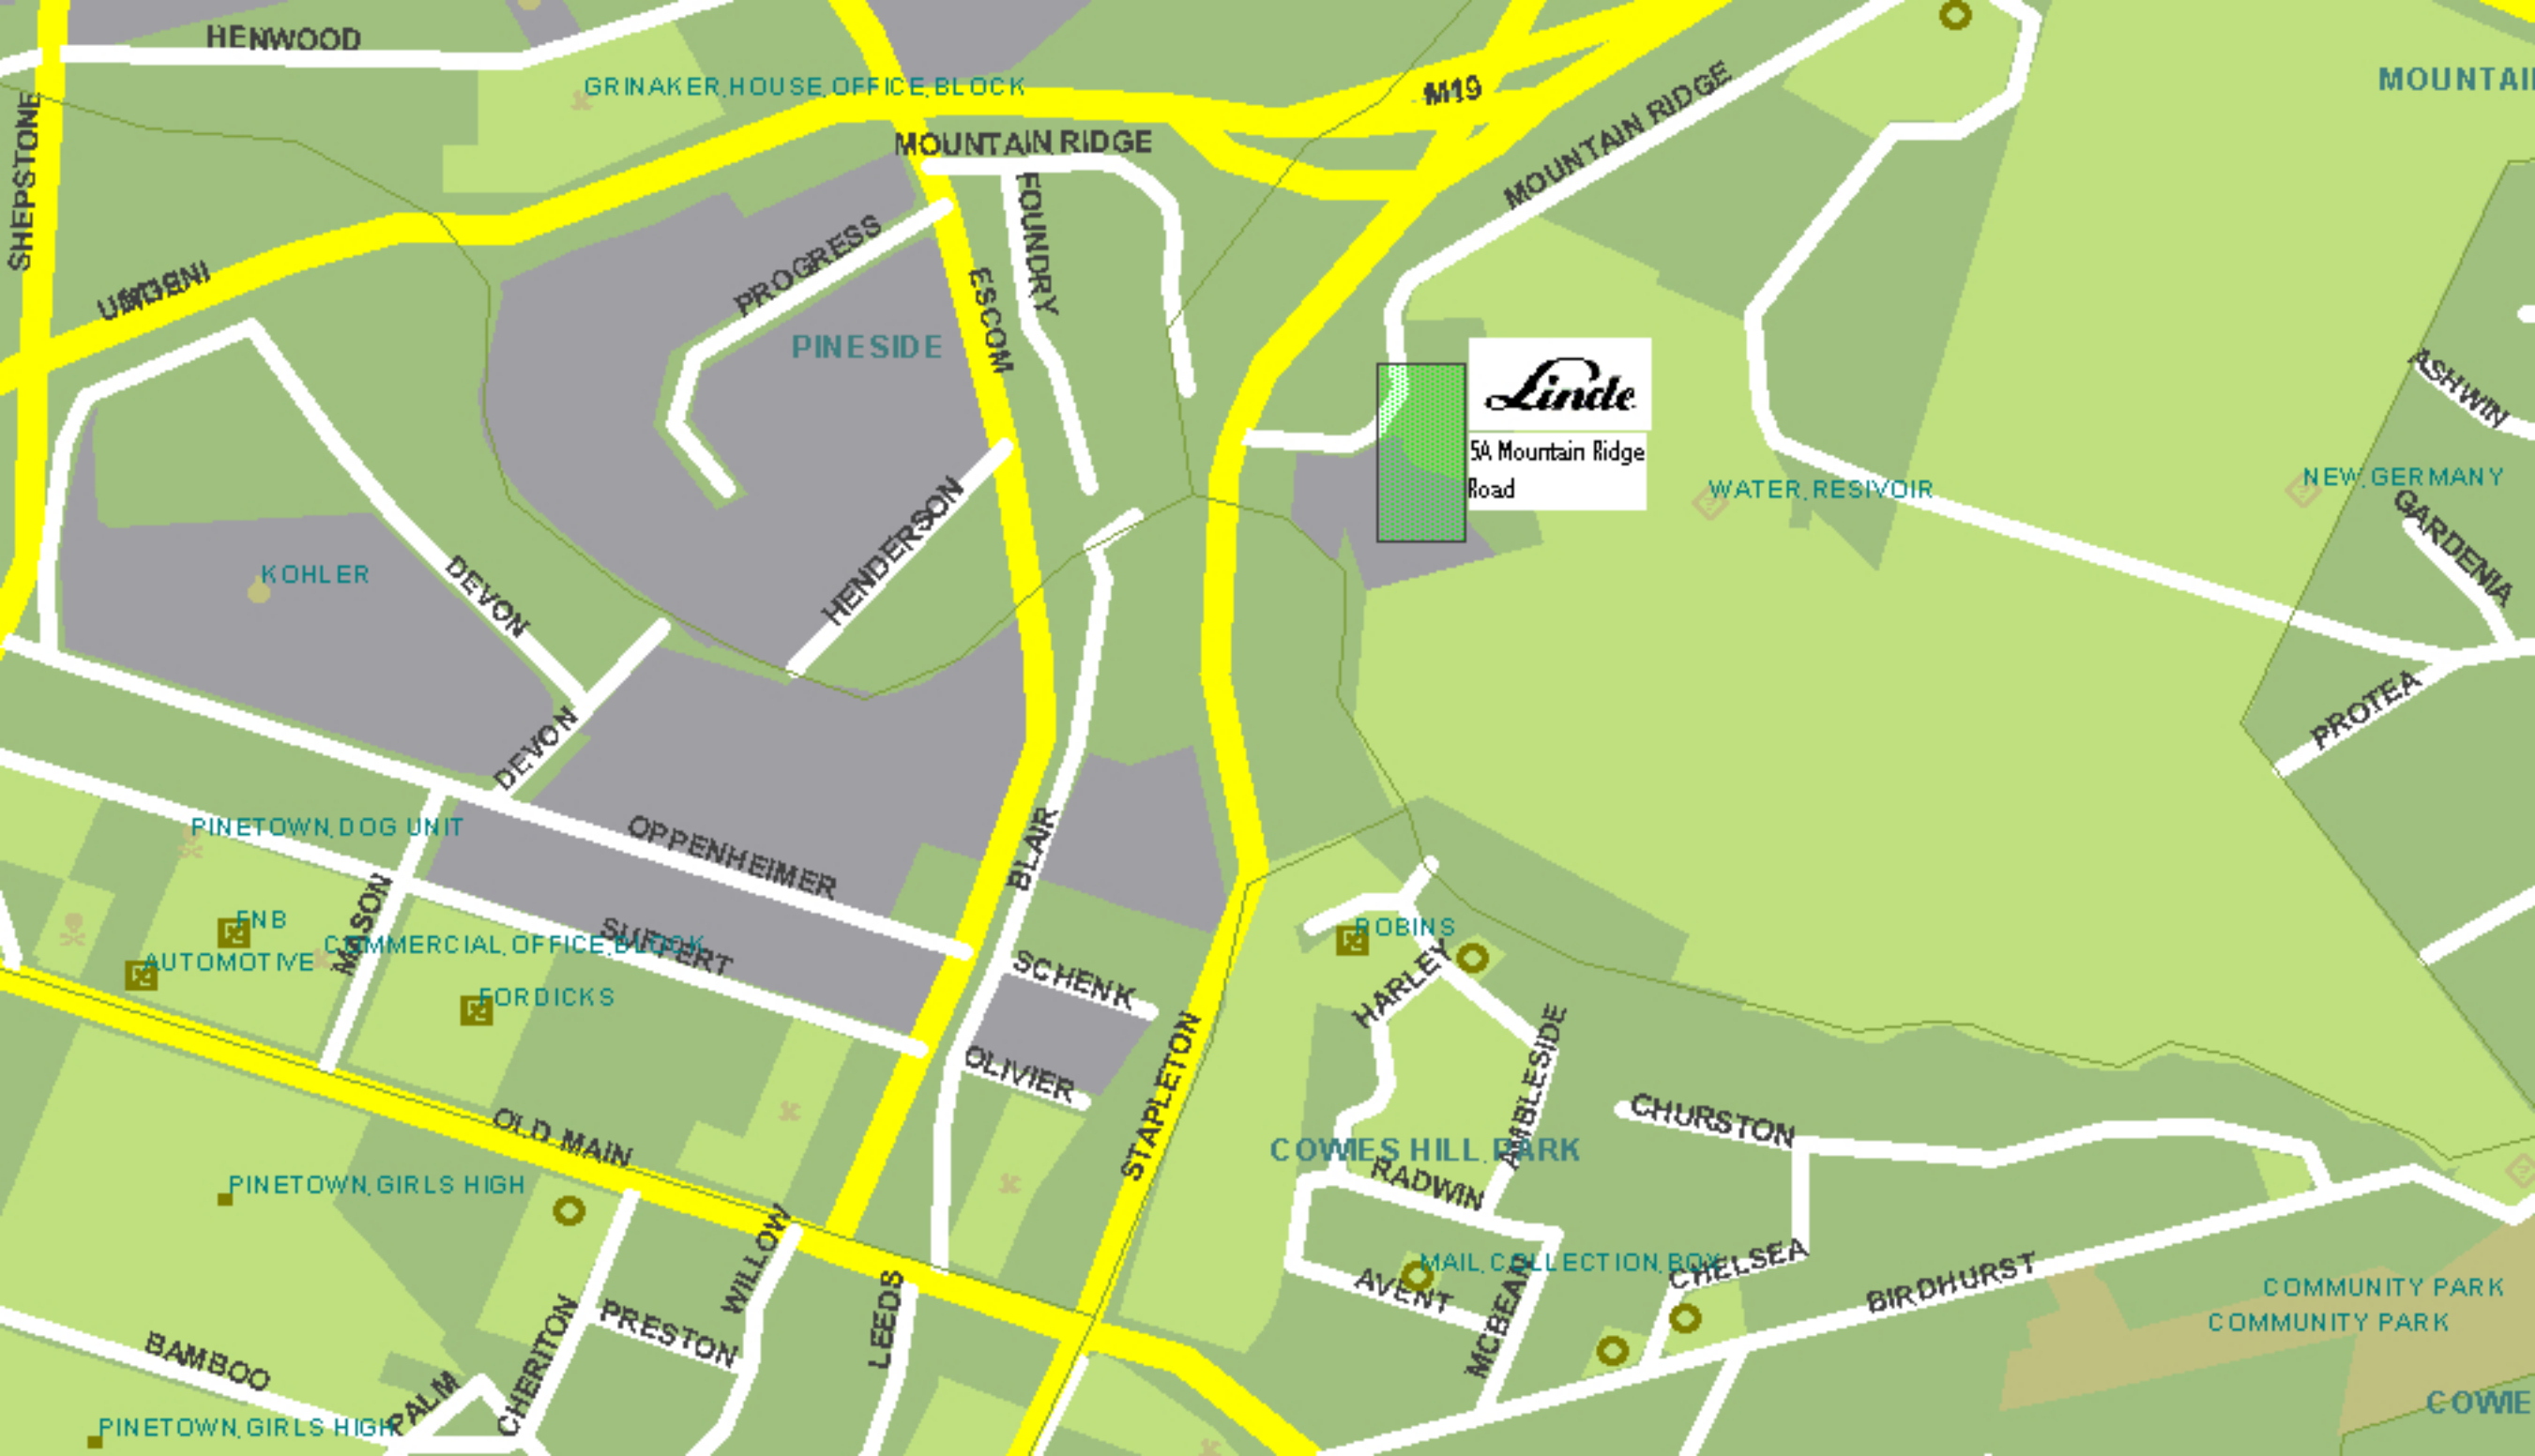 HENWOOD
MOUNTAI
GRINAKER,HOUSE,OFFICE,BLOCK
M19
MOUNTAIN RIDGE
MOUNTAIN RIDGE
SHEPSTONE
FOUNDRY
PROGRESS
ESCOM
PINESIDE
Linde
5A Mountain Ridge
Road
ASHWIN
WATER,RESIVOIR
NEW,GERMANY
GARDENIA
HENDERSON
KOHLER
DEVON
PROTEA
DEVON
PINETOWN,DOG UNIT
OPPENHEIMER
BLAIR
MASON
FNB
COMMERCIAL,OFFICE,BLOCK
SURPERT
AUTOMOTIVE
FORDICKS
ROBINS
SCHENK
HARLEY
OLIVIER
STAPLETON
AMBLESIDE
CHURSTON
OLD MAIN
COWIES HILL,PARK
RADWIN
PINETOWN,GIRLS HIGH
WILLOW
MAIL,COLLECTION,BOX
CHELSEA
AVENT
MCBEAN
BIRDHURST
COMMUNITY PARK
COMMUNITY PARK
LEEDS
PRESTON
CHERITON
BAMBOO
PALM
COWIE
PINETOWN,GIRLS HIGH